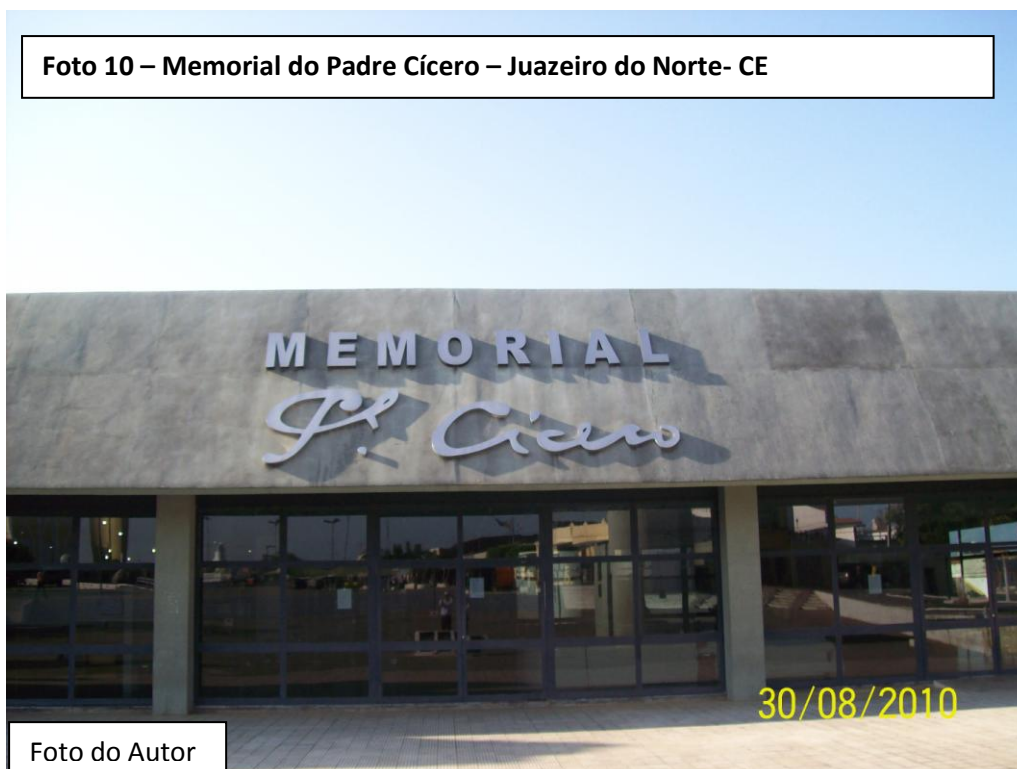 Foto 10 – Memorial do Padre Cícero – Juazeiro do Norte- CE
MEMORIAL
Pe. Cícero
30/08/2010
Foto do Autor